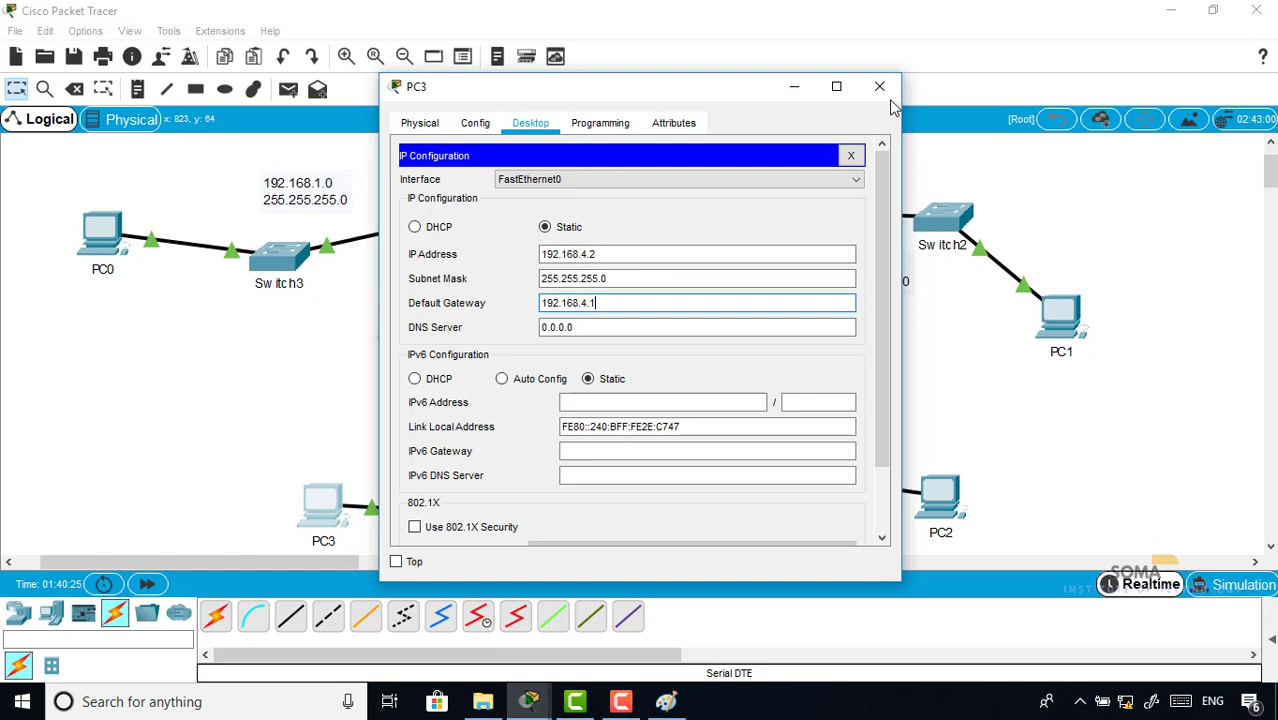 Cisco Packet Tracer
File Edit Options View Tools Extensions Help
?
Logical Physical x: 823, y: 64 [Root] 02:43:00
PC3
Physical Config Desktop Programming Attributes
IP Configuration X
Interface FastEthernet0
IP Configuration
DHCP Static
IP Address 192.168.4.2
Subnet Mask 255.255.255.0
Default Gateway 192.168.4.1
DNS Server 0.0.0.0
IPv6 Configuration
DHCP Auto Config Static
IPv6 Address /
Link Local Address FE80::240:BFF:FE2E:C747
IPv6 Gateway
IPv6 DNS Server
802.1X
Use 802.1X Security
Top
192.168.1.0
255.255.255.0
PC0
Switch3
Switch2
0
PC1
PC3
PC2
SOMA
Time: 01:40:25 Realtime Simulation
Serial DTE
Search for anything ENG 6